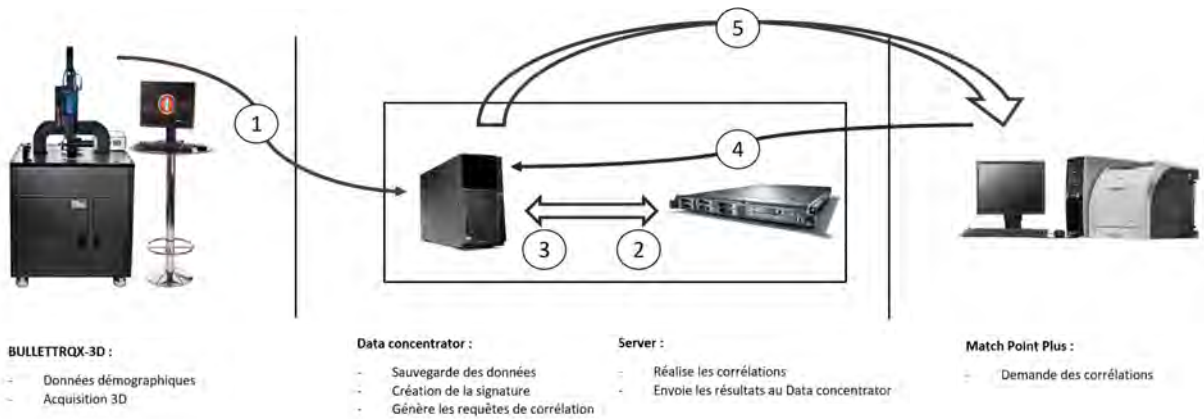 5
1
4
3
2
BULLETTRQX-3D :
- Données démographiques
- Acquisition 3D
Data concentrator :
- Sauvegarde des données
- Création de la signature
- Génère les requêtes de corrélation
Server :
- Réalise les corrélations
- Envoie les résultats au Data concentrator
Match Point Plus :
- Demande des corrélations